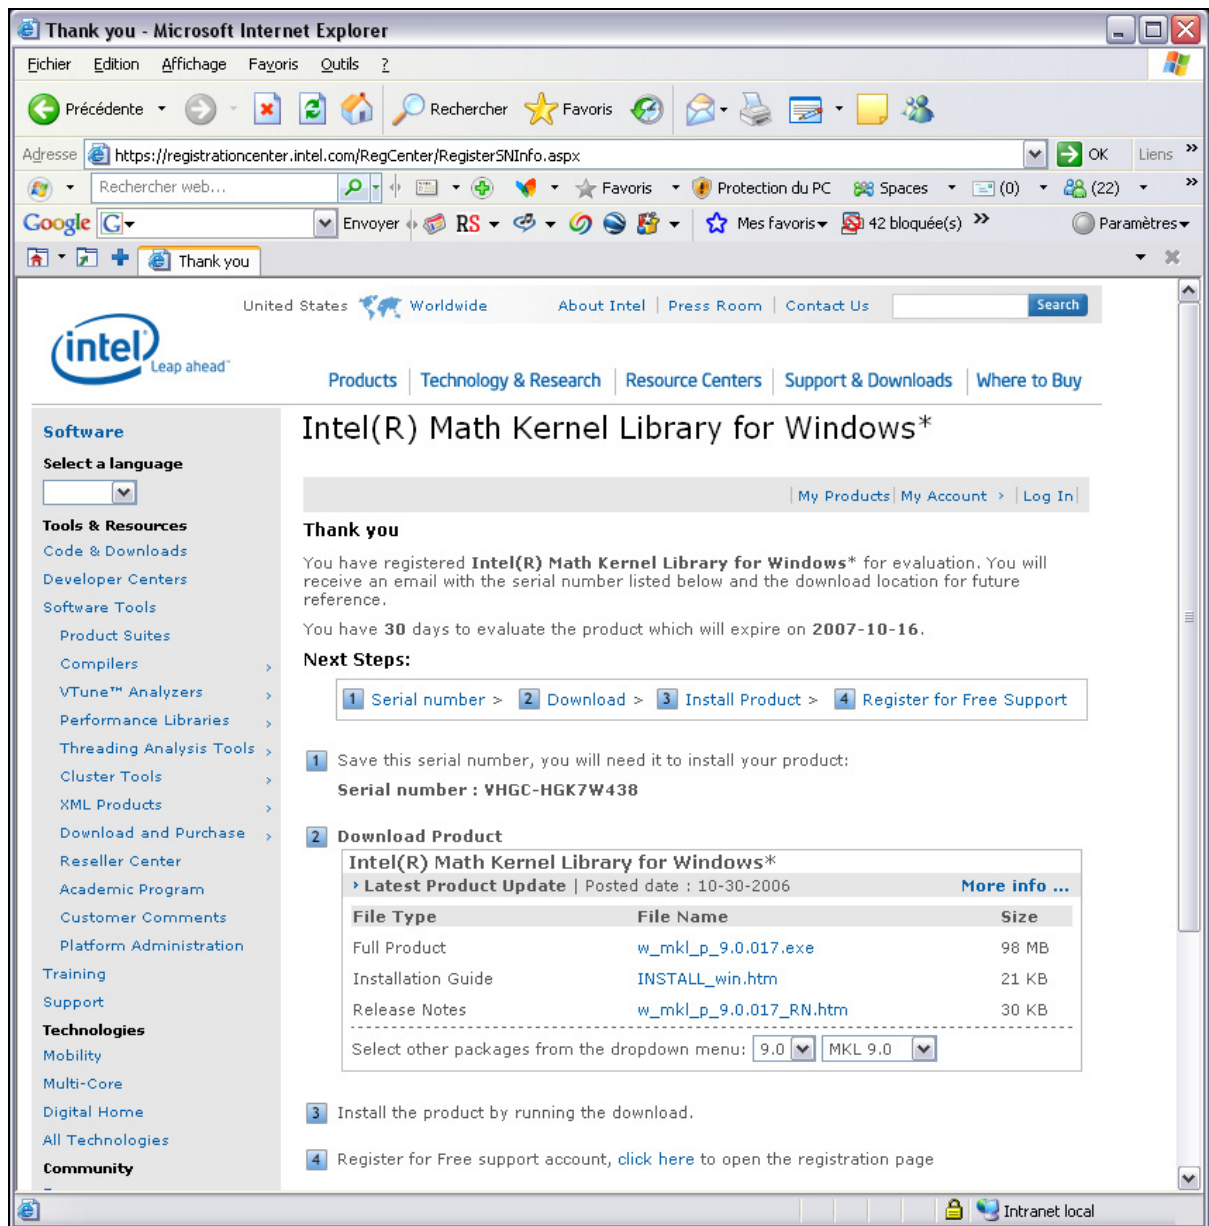 Thank you - Microsoft Internet Explorer
Fichier Edition Affichage Favoris Outils ?
Précédente Rechercher Favoris
Adresse https://registrationcenter.intel.com/RegCenter/RegisterSNInfo.aspx OK Liens »
Rechercher web... Favoris Protection du PC Spaces (0) (22) »
Google G Envoyer RS Mes favoris 42 bloquée(s) » Paramètres
Thank you
United States Worldwide About Intel | Press Room | Contact Us Search
intel Leap ahead™
Products | Technology & Research | Resource Centers | Support & Downloads | Where to Buy
Software
Select a language
Tools & Resources
Code & Downloads
Developer Centers
Software Tools
Product Suites
Compilers >
VTune™ Analyzers >
Performance Libraries >
Threading Analysis Tools >
Cluster Tools >
XML Products >
Download and Purchase >
Reseller Center
Academic Program
Customer Comments
Platform Administration
Training
Support
Technologies
Mobility
Multi-Core
Digital Home
All Technologies
Community
Intel(R) Math Kernel Library for Windows*
| My Products | My Account > | Log In |
Thank you
You have registered Intel(R) Math Kernel Library for Windows* for evaluation. You will
receive an email with the serial number listed below and the download location for future
reference.
You have 30 days to evaluate the product which will expire on 2007-10-16.
Next Steps:
1 Serial number > 2 Download > 3 Install Product > 4 Register for Free Support
1 Save this serial number, you will need it to install your product:
Serial number : VHGC-HGK7W438
2 Download Product
Intel(R) Math Kernel Library for Windows*
> Latest Product Update | Posted date : 10-30-2006 More info ...
File Type File Name Size
Full Product w_mkl_p_9.0.017.exe 98 MB
Installation Guide INSTALL_win.htm 21 KB
Release Notes w_mkl_p_9.0.017_RN.htm 30 KB
Select other packages from the dropdown menu: 9.0 MKL 9.0
3 Install the product by running the download.
4 Register for Free support account, click here to open the registration page
Intranet local